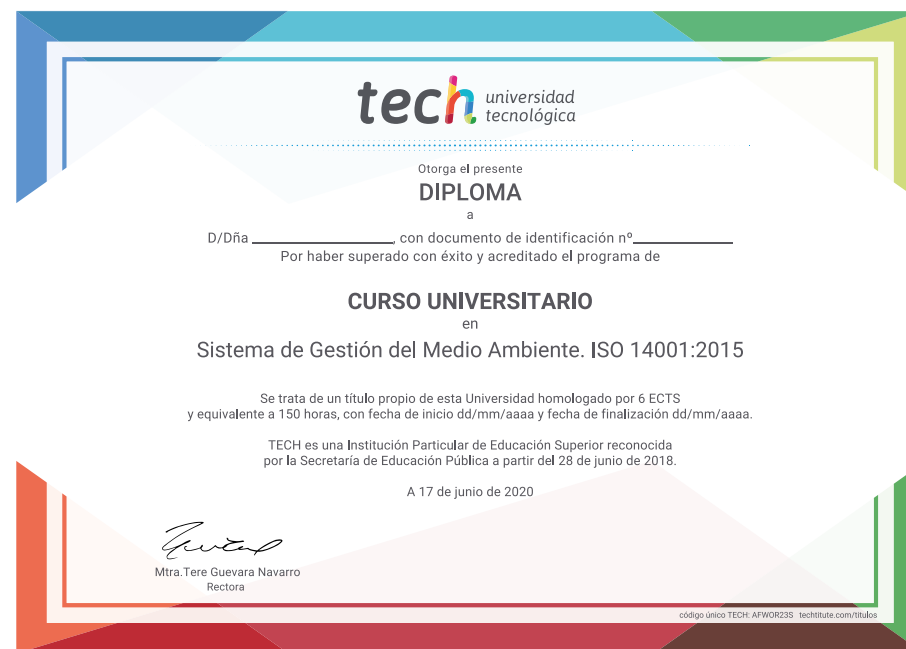 tech universidad
tecnológica
Otorga el presente
DIPLOMA
a
D/Dña ____________________, con documento de identificación nº______________
Por haber superado con éxito y acreditado el programa de
CURSO UNIVERSITARIO
en
Sistema de Gestión del Medio Ambiente. ISO 14001:2015
Se trata de un título propio de esta Universidad homologado por 6 ECTS
y equivalente a 150 horas, con fecha de inicio dd/mm/aaaa y fecha de finalización dd/mm/aaaa.
TECH es una Institución Particular de Educación Superior reconocida
por la Secretaría de Educación Pública a partir del 28 de junio de 2018.
A 17 de junio de 2020
Mtra.Tere Guevara Navarro
Rectora
código único TECH: AFWOR23S techtitute.com/titulos